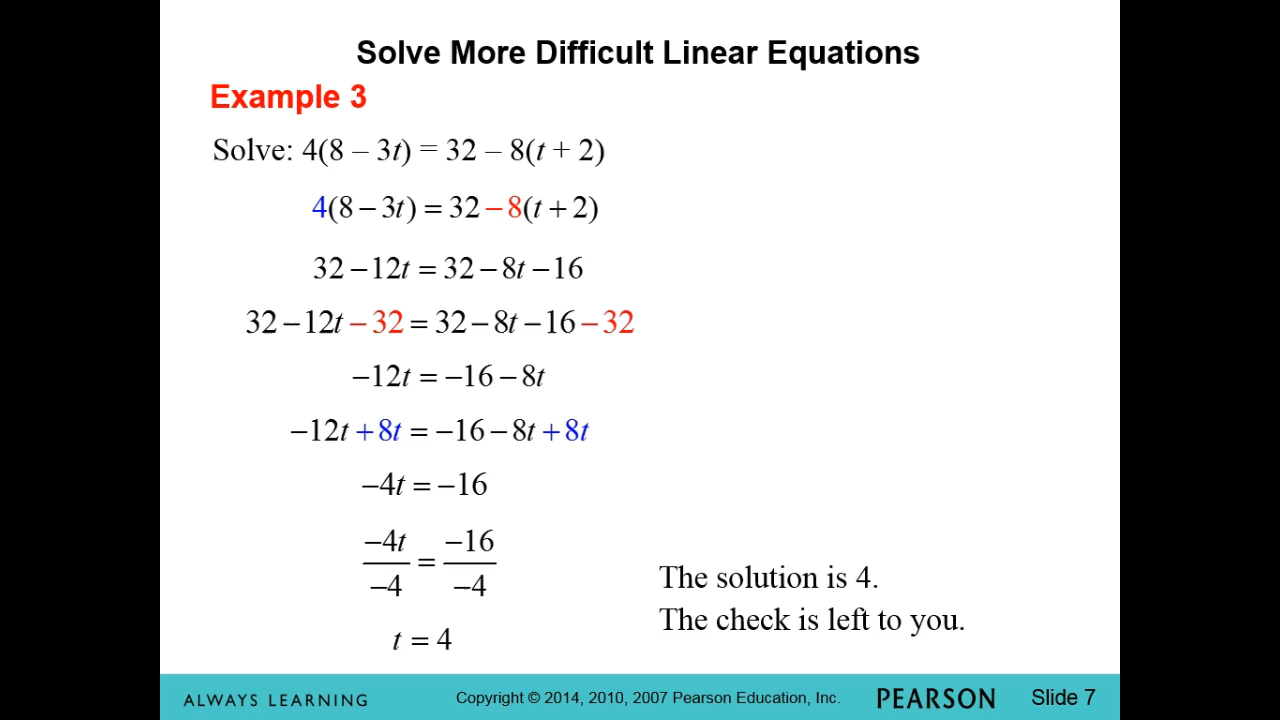 Solve More Difficult Linear Equations
Example 3
Solve: 4(8 – 3t) = 32 – 8(t + 2)
4(8 − 3t) = 32 − 8(t + 2)
32 − 12t = 32 − 8t − 16
32 − 12t − 32 = 32 − 8t − 16 − 32
−12t = −16 − 8t
−12t + 8t = −16 − 8t + 8t
−4t = −16
−4t/−4 = −16/−4
t = 4
The solution is 4.
The check is left to you.
ALWAYS LEARNING
Copyright © 2014, 2010, 2007 Pearson Education, Inc.
PEARSON
Slide 7